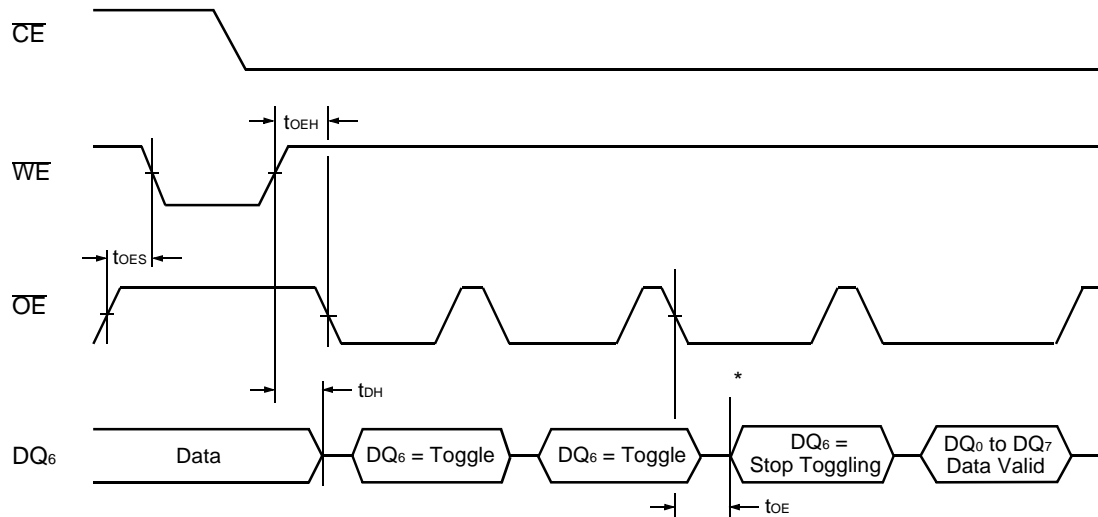 CE
tOEH
WE
tOES
OE
*
tDH
DQ6
Data
DQ6 = Toggle
DQ6 = Toggle
DQ6 =
Stop Toggling
DQ0 to DQ7
Data Valid
tOE